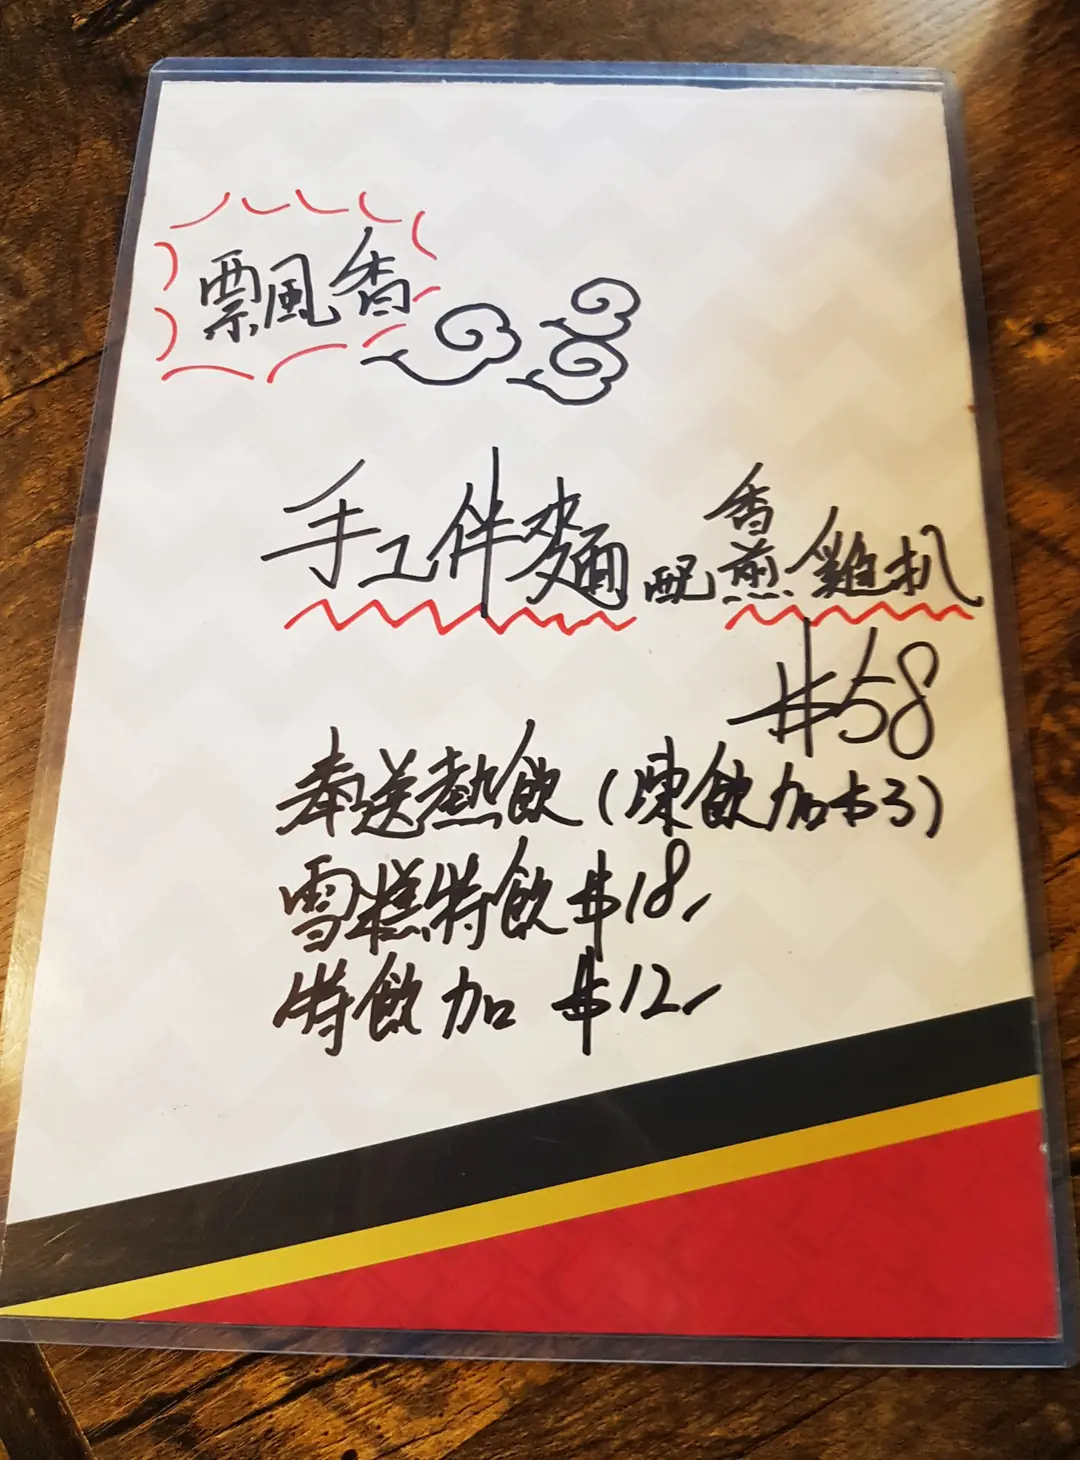 飄香
手工伴麵配香煎雞扒
$58
奉送熱飲(凍飲加$3)
雪糕特飲$18
特飲加 $12